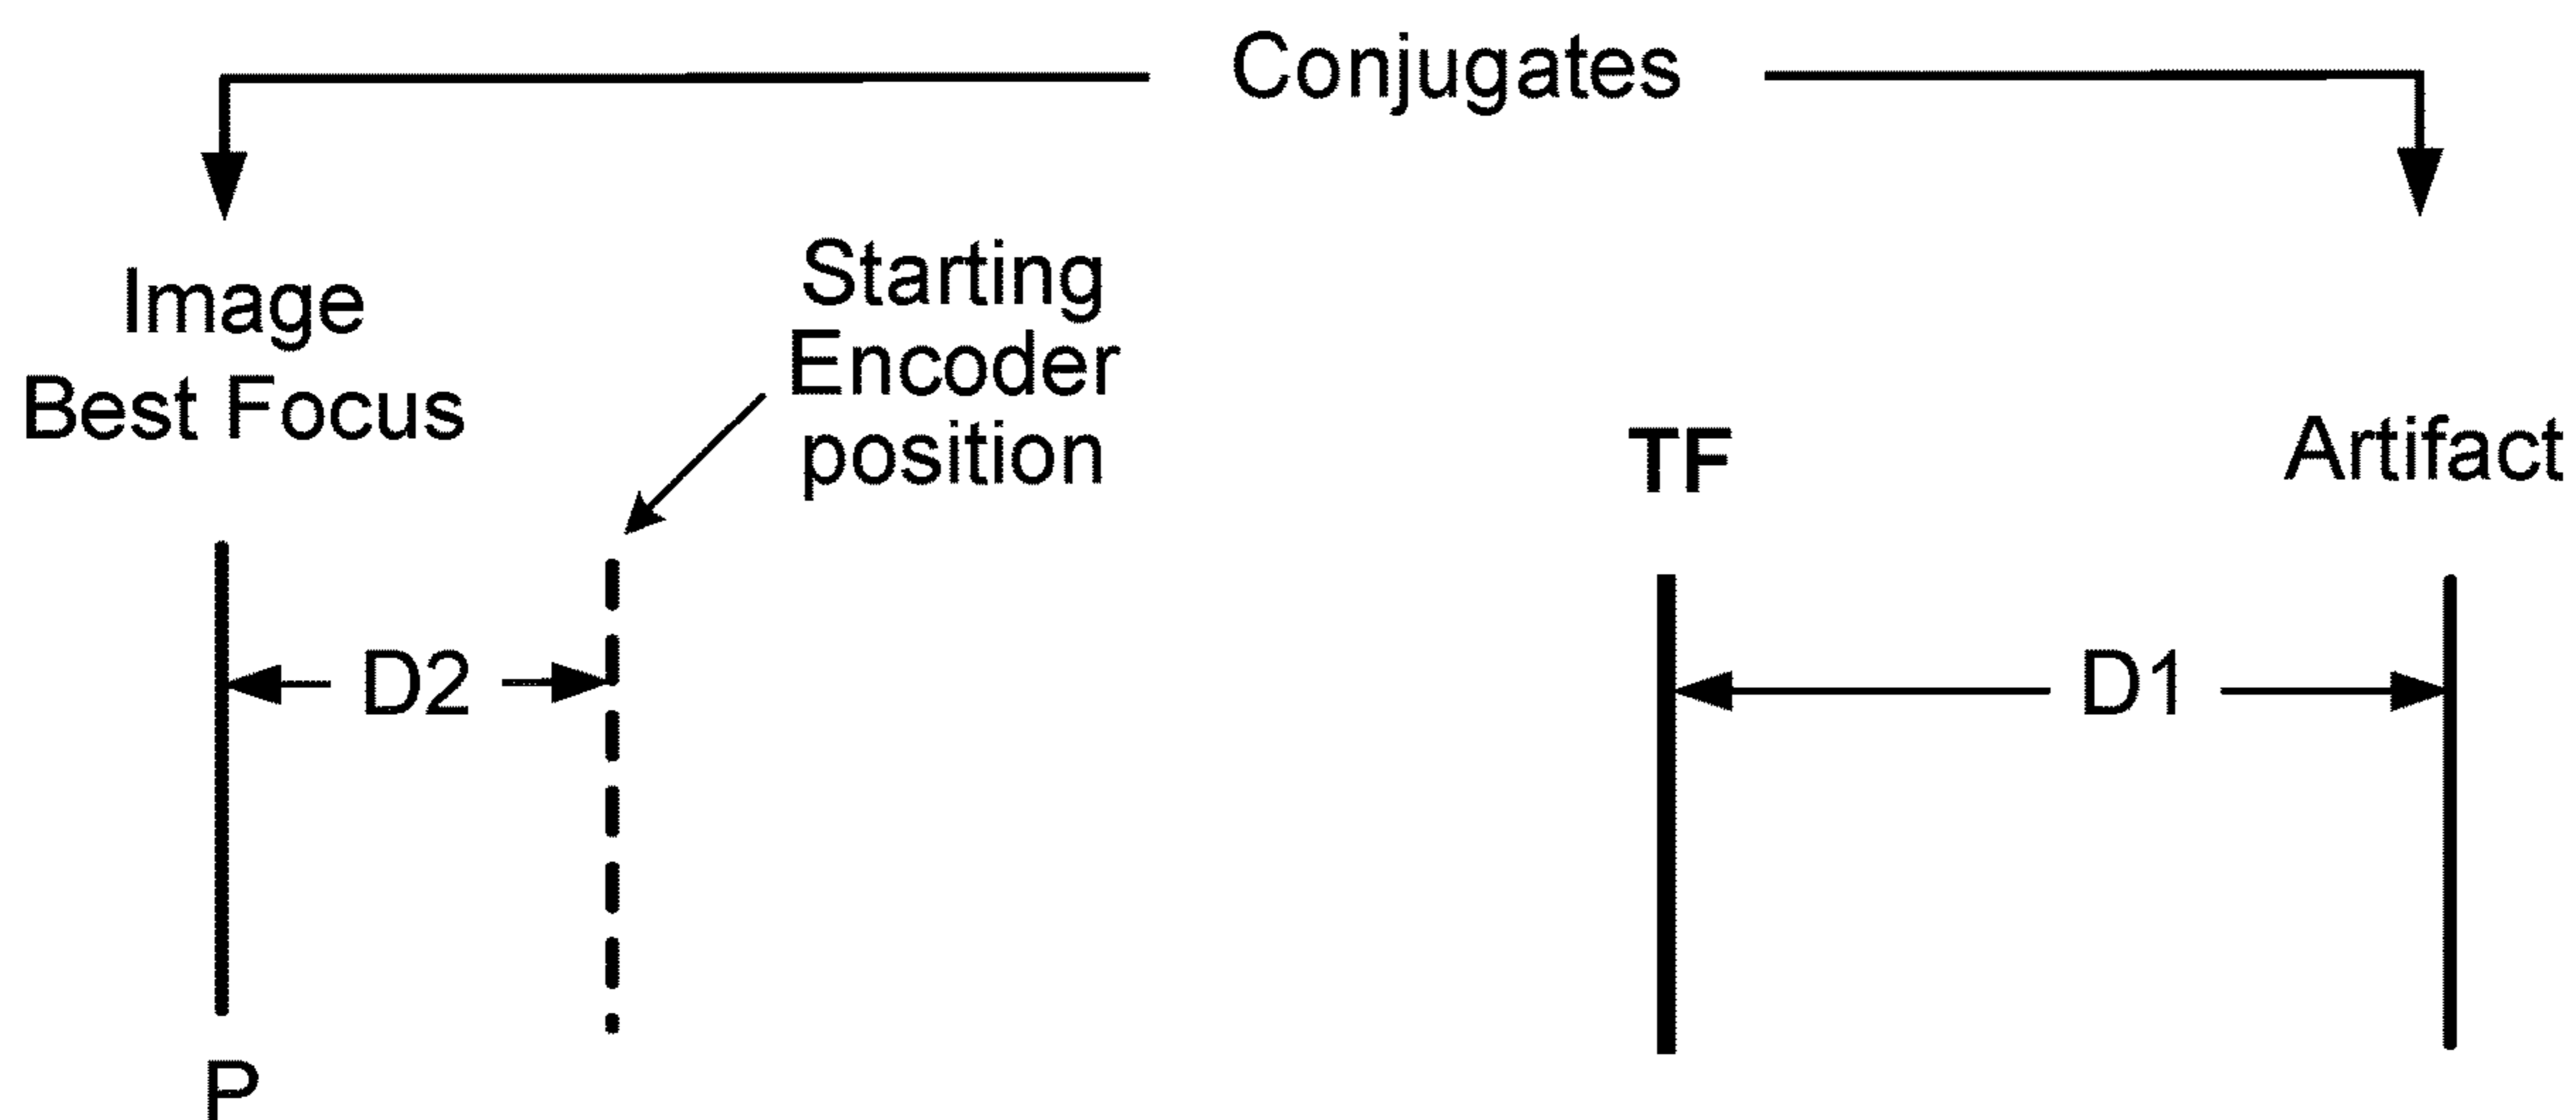 Conjugates
Image
Best Focus
Starting
Encoder
position
TF
Artifact
D2
D1
P